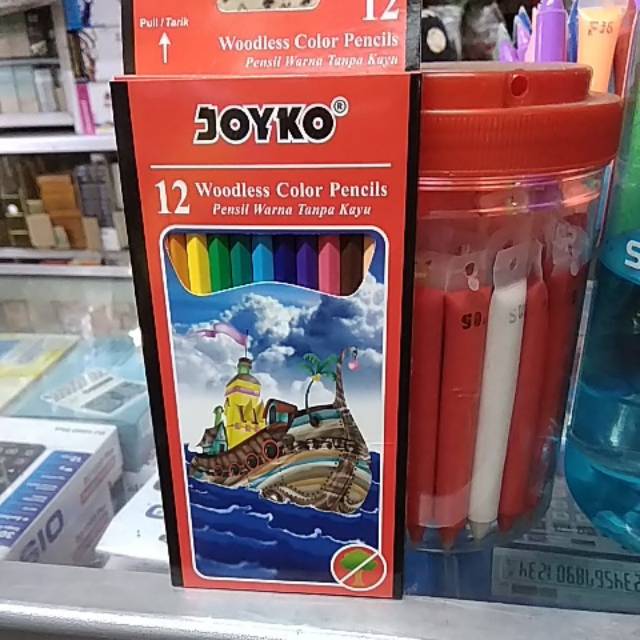 Pull / Tarik
12
Woodless Color Pencils
Pensil Warna Tanpa Kayu
JOYKO®
12 Woodless Color Pencils
Pensil Warna Tanpa Kayu